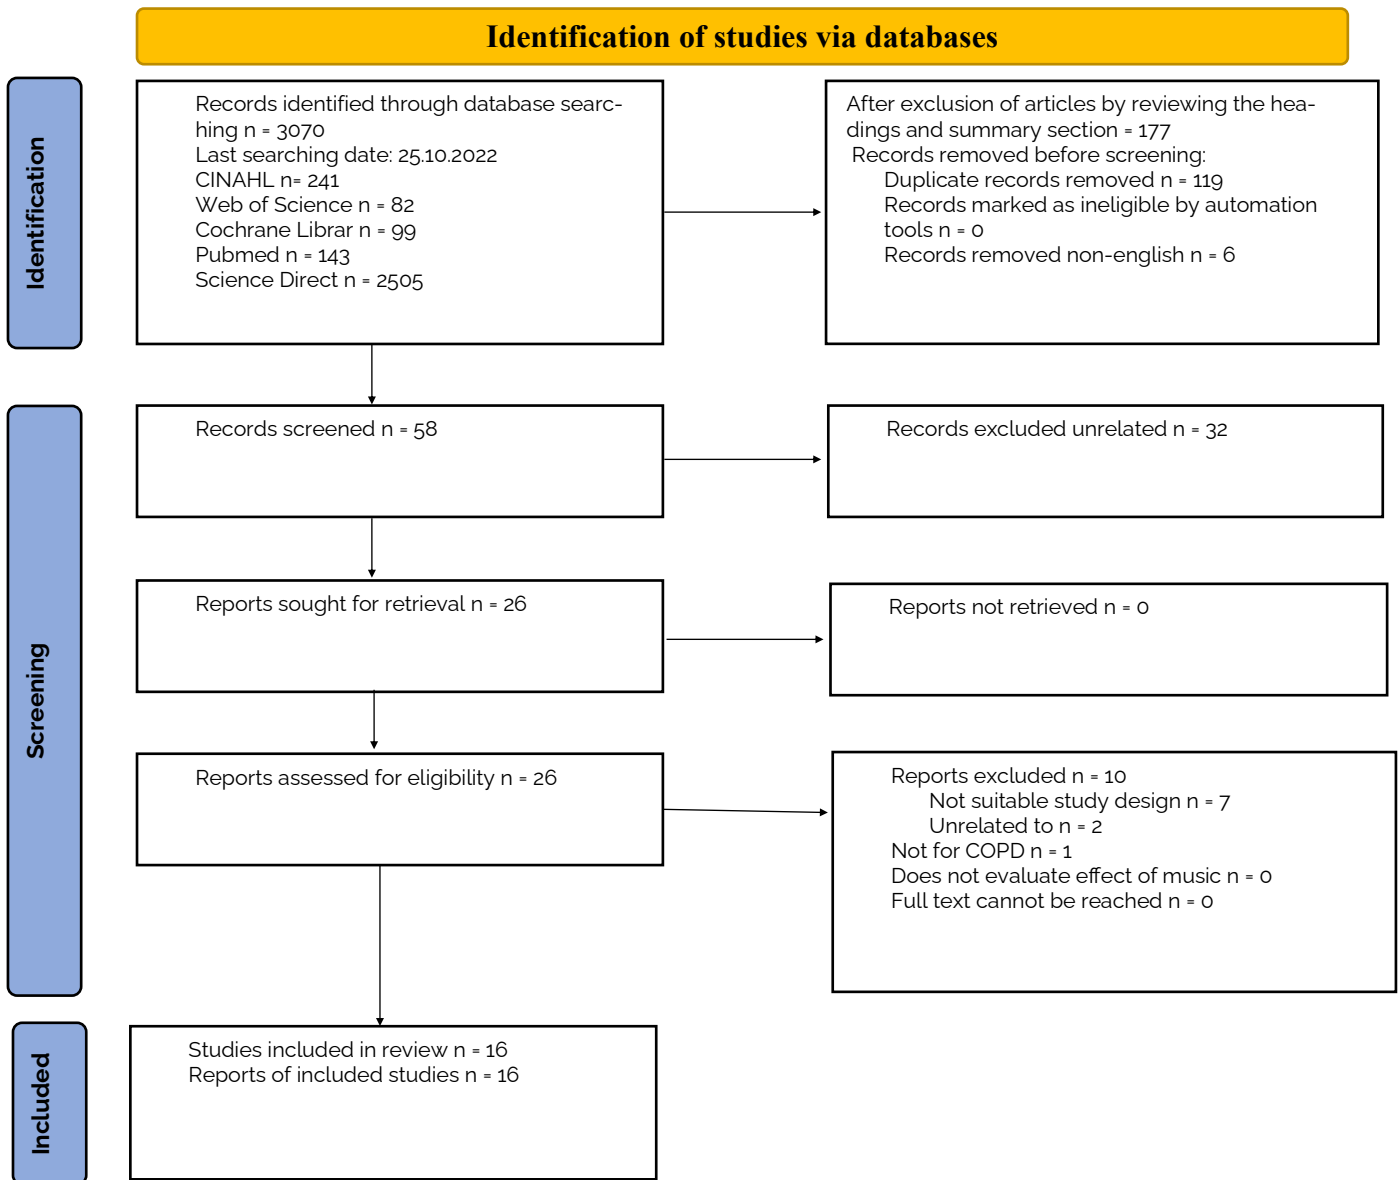 Identification of studies via databases
Identification
Records identified through database sear-
hing n = 3070
Last searching date: 25.10.2022
CINAHL n= 241
Web of Science n = 82
Cochrane Librar n = 99
Pubmed n = 143
Science Direct n = 2505
After exclusion of articles by reviewing the hea-
dings and summary section = 177
Records removed before screening:
Duplicate records removed n = 119
Records marked as ineligible by automation
tools n = 0
Records removed non-english n = 6
Screening
Records screened n = 58
Records excluded unrelated n = 32
Reports sought for retrieval n = 26
Reports not retrieved n = 0
Reports assessed for eligibility n = 26
Reports excluded n = 10
Not suitable study design n = 7
Unrelated to n = 2
Not for COPD n = 1
Does not evaluate effect of music n = 0
Full text cannot be reached n = 0
Included
Studies included in review n = 16
Reports of included studies n = 16